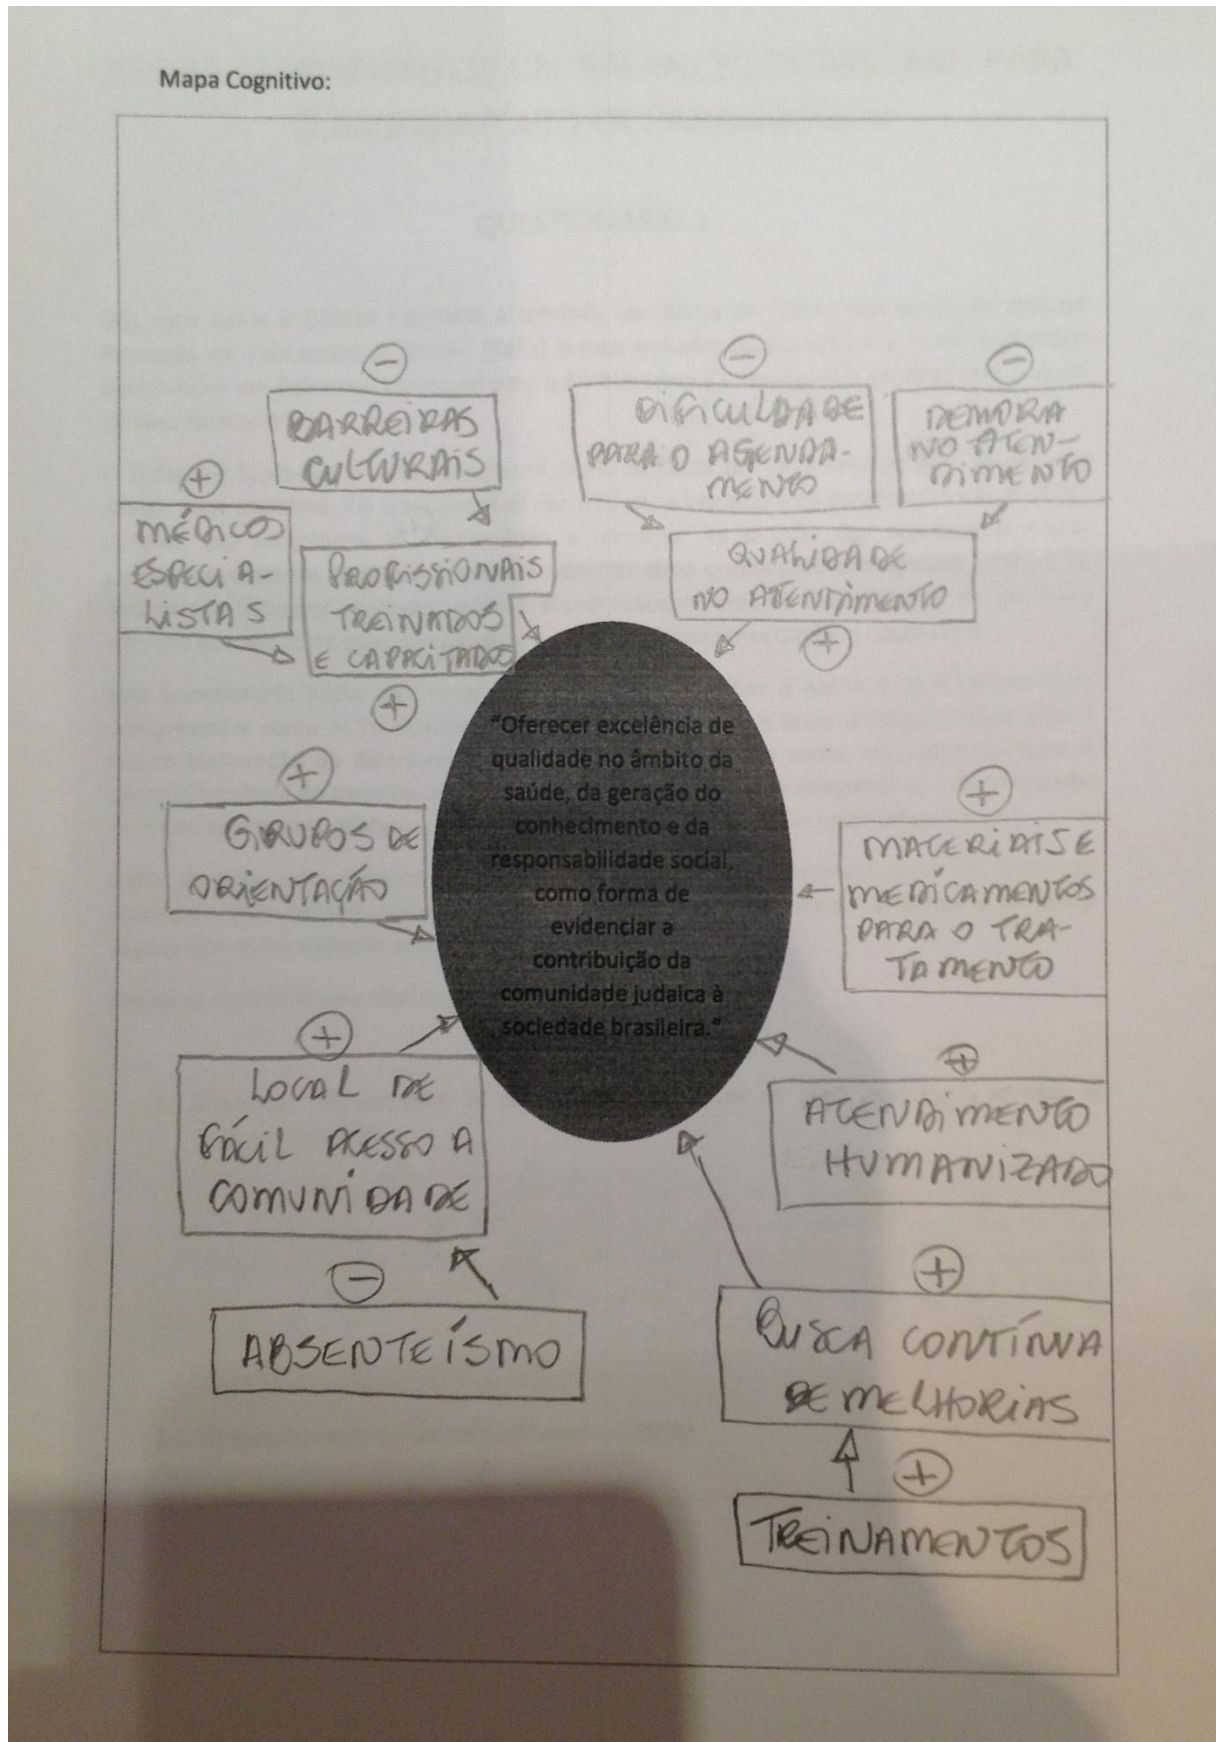 Mapa Cognitivo:
BARREIRAS
CULTURAIS
DIFICULDADE
PARA O AGENDA-
MENTO
DEMORA
NO ATEN-
DIMENTO
MÉDICOS
ESPECIA-
LISTAS
PROFISSIONAIS
TREINADOS
E CAPACITADOS
QUALIDADE
NO ATENDIMENTO
"Oferecer excelência de
qualidade no âmbito da
saúde, da geração do
conhecimento e da
responsabilidade social,
como forma de
evidenciar a
contribuição da
comunidade judaica à
sociedade brasileira."
GRUPOS DE
ORIENTAÇÃO
MATERIAIS E
MEDICAMENTOS
PARA O TRA-
TAMENTO
LOCAL DE
FÁCIL ACESSO A
COMUNIDADE
ATENDIMENTO
HUMANIZADO
ABSENTEÍSMO
BUSCA CONTÍNUA
DE MELHORIAS
TREINAMENTOS